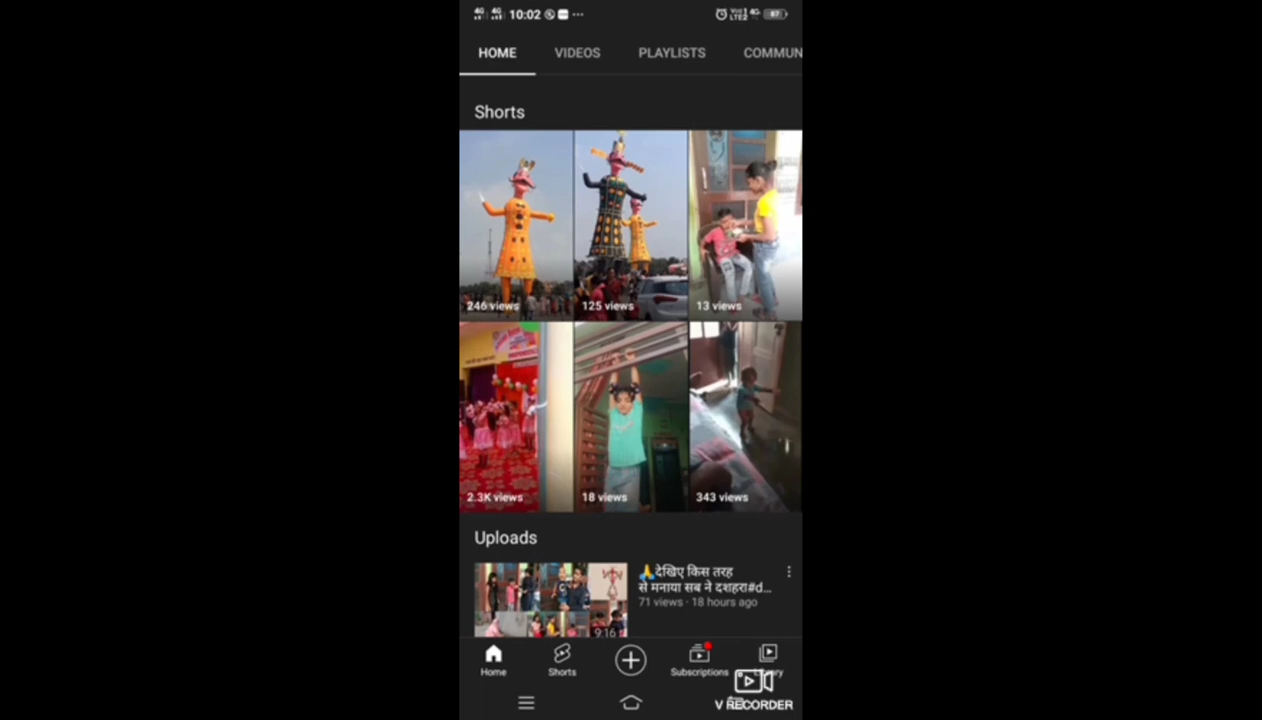 10:02
87
HOME VIDEOS PLAYLISTS COMMUN
Shorts
246 views 125 views 13 views
2.3K views 18 views 343 views
Uploads
🙏देखिए किस तरह
से मनाया सब ने दशहरा#d...
71 views · 18 hours ago
9:16
Home Shorts Subscriptions
V RECORDER